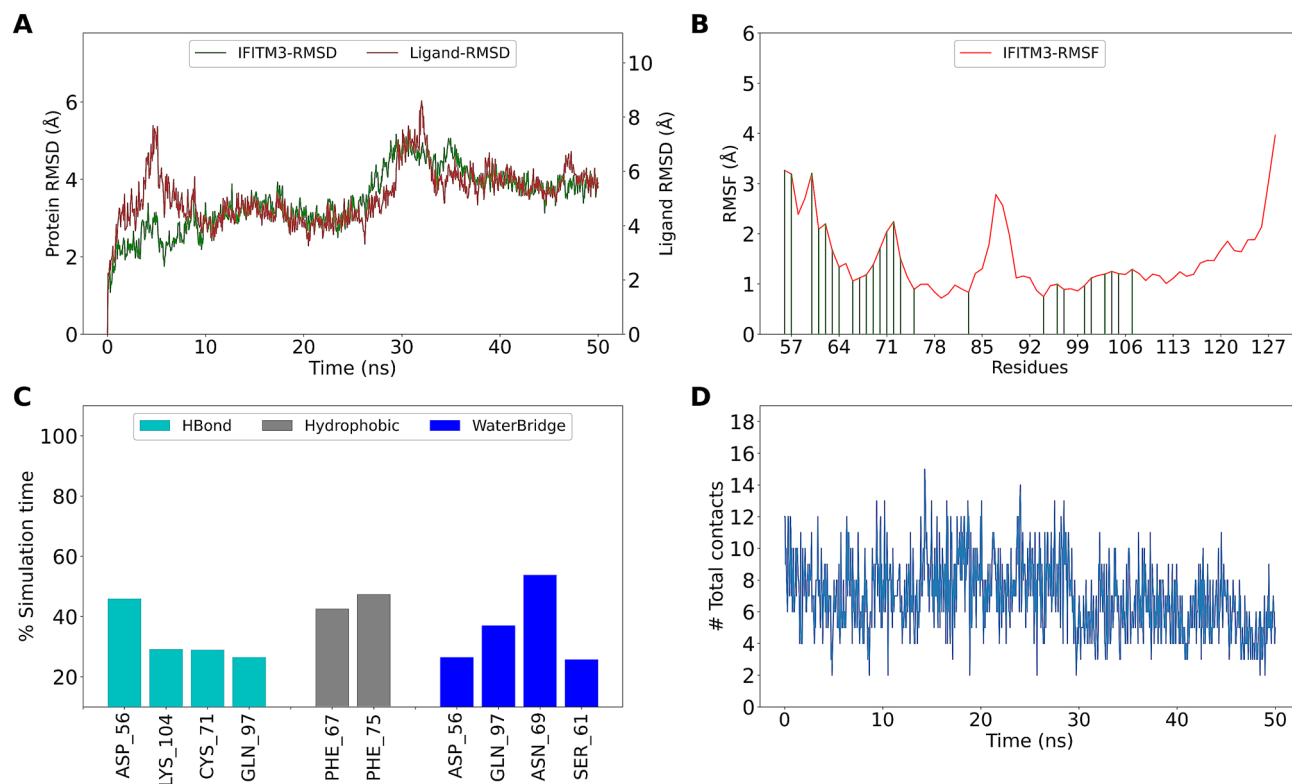 A
IFITM3-RMSD
Ligand-RMSD
Protein RMSD (Å)
0
2
4
6
0
2
4
6
8
10
Ligand RMSD (Å)
0 10 20 30 40 50
Time (ns)
B
IFITM3-RMSF
RMSF (Å)
0
1
2
3
4
5
6
57 64 71 78 85 92 99 106 113 120 127
Residues
C
HBond
Hydrophobic
WaterBridge
% Simulation time
100
80
60
40
20
ASP_56
LYS_104
CYS_71
GLN_97
PHE_67
PHE_75
ASP_56
GLN_97
ASN_69
SER_61
D
# Total contacts
18
16
14
12
10
8
6
4
2
0
0 10 20 30 40 50
Time (ns)